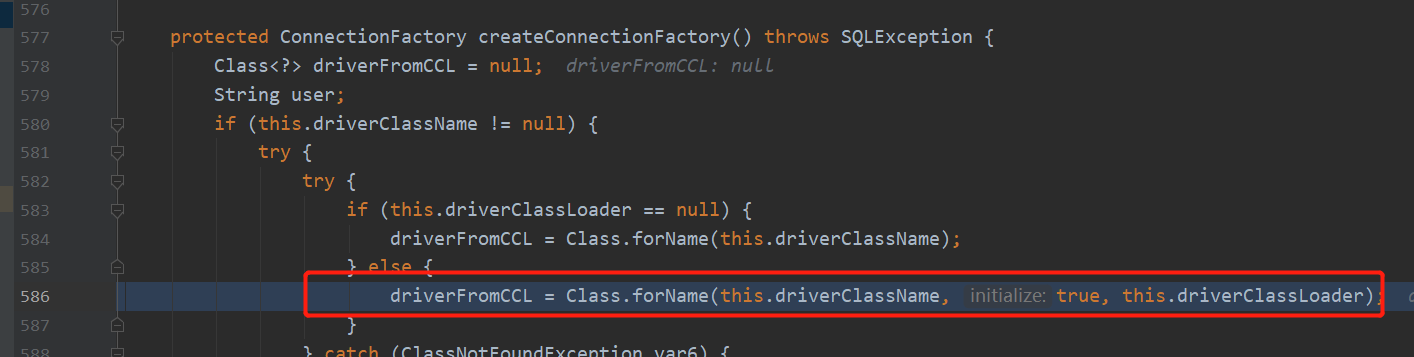 576
577 protected ConnectionFactory createConnectionFactory() throws SQLException {
578 Class<?> driverFromCCL = null; driverFromCCL: null
579 String user;
580 if (this.driverClassName != null) {
581 try {
582 try {
583 if (this.driverClassLoader == null) {
584 driverFromCCL = Class.forName(this.driverClassName);
585 } else {
586 driverFromCCL = Class.forName(this.driverClassName, initialize: true, this.driverClassLoader);
587 }
588 } catch (ClassNotFoundException var6) {